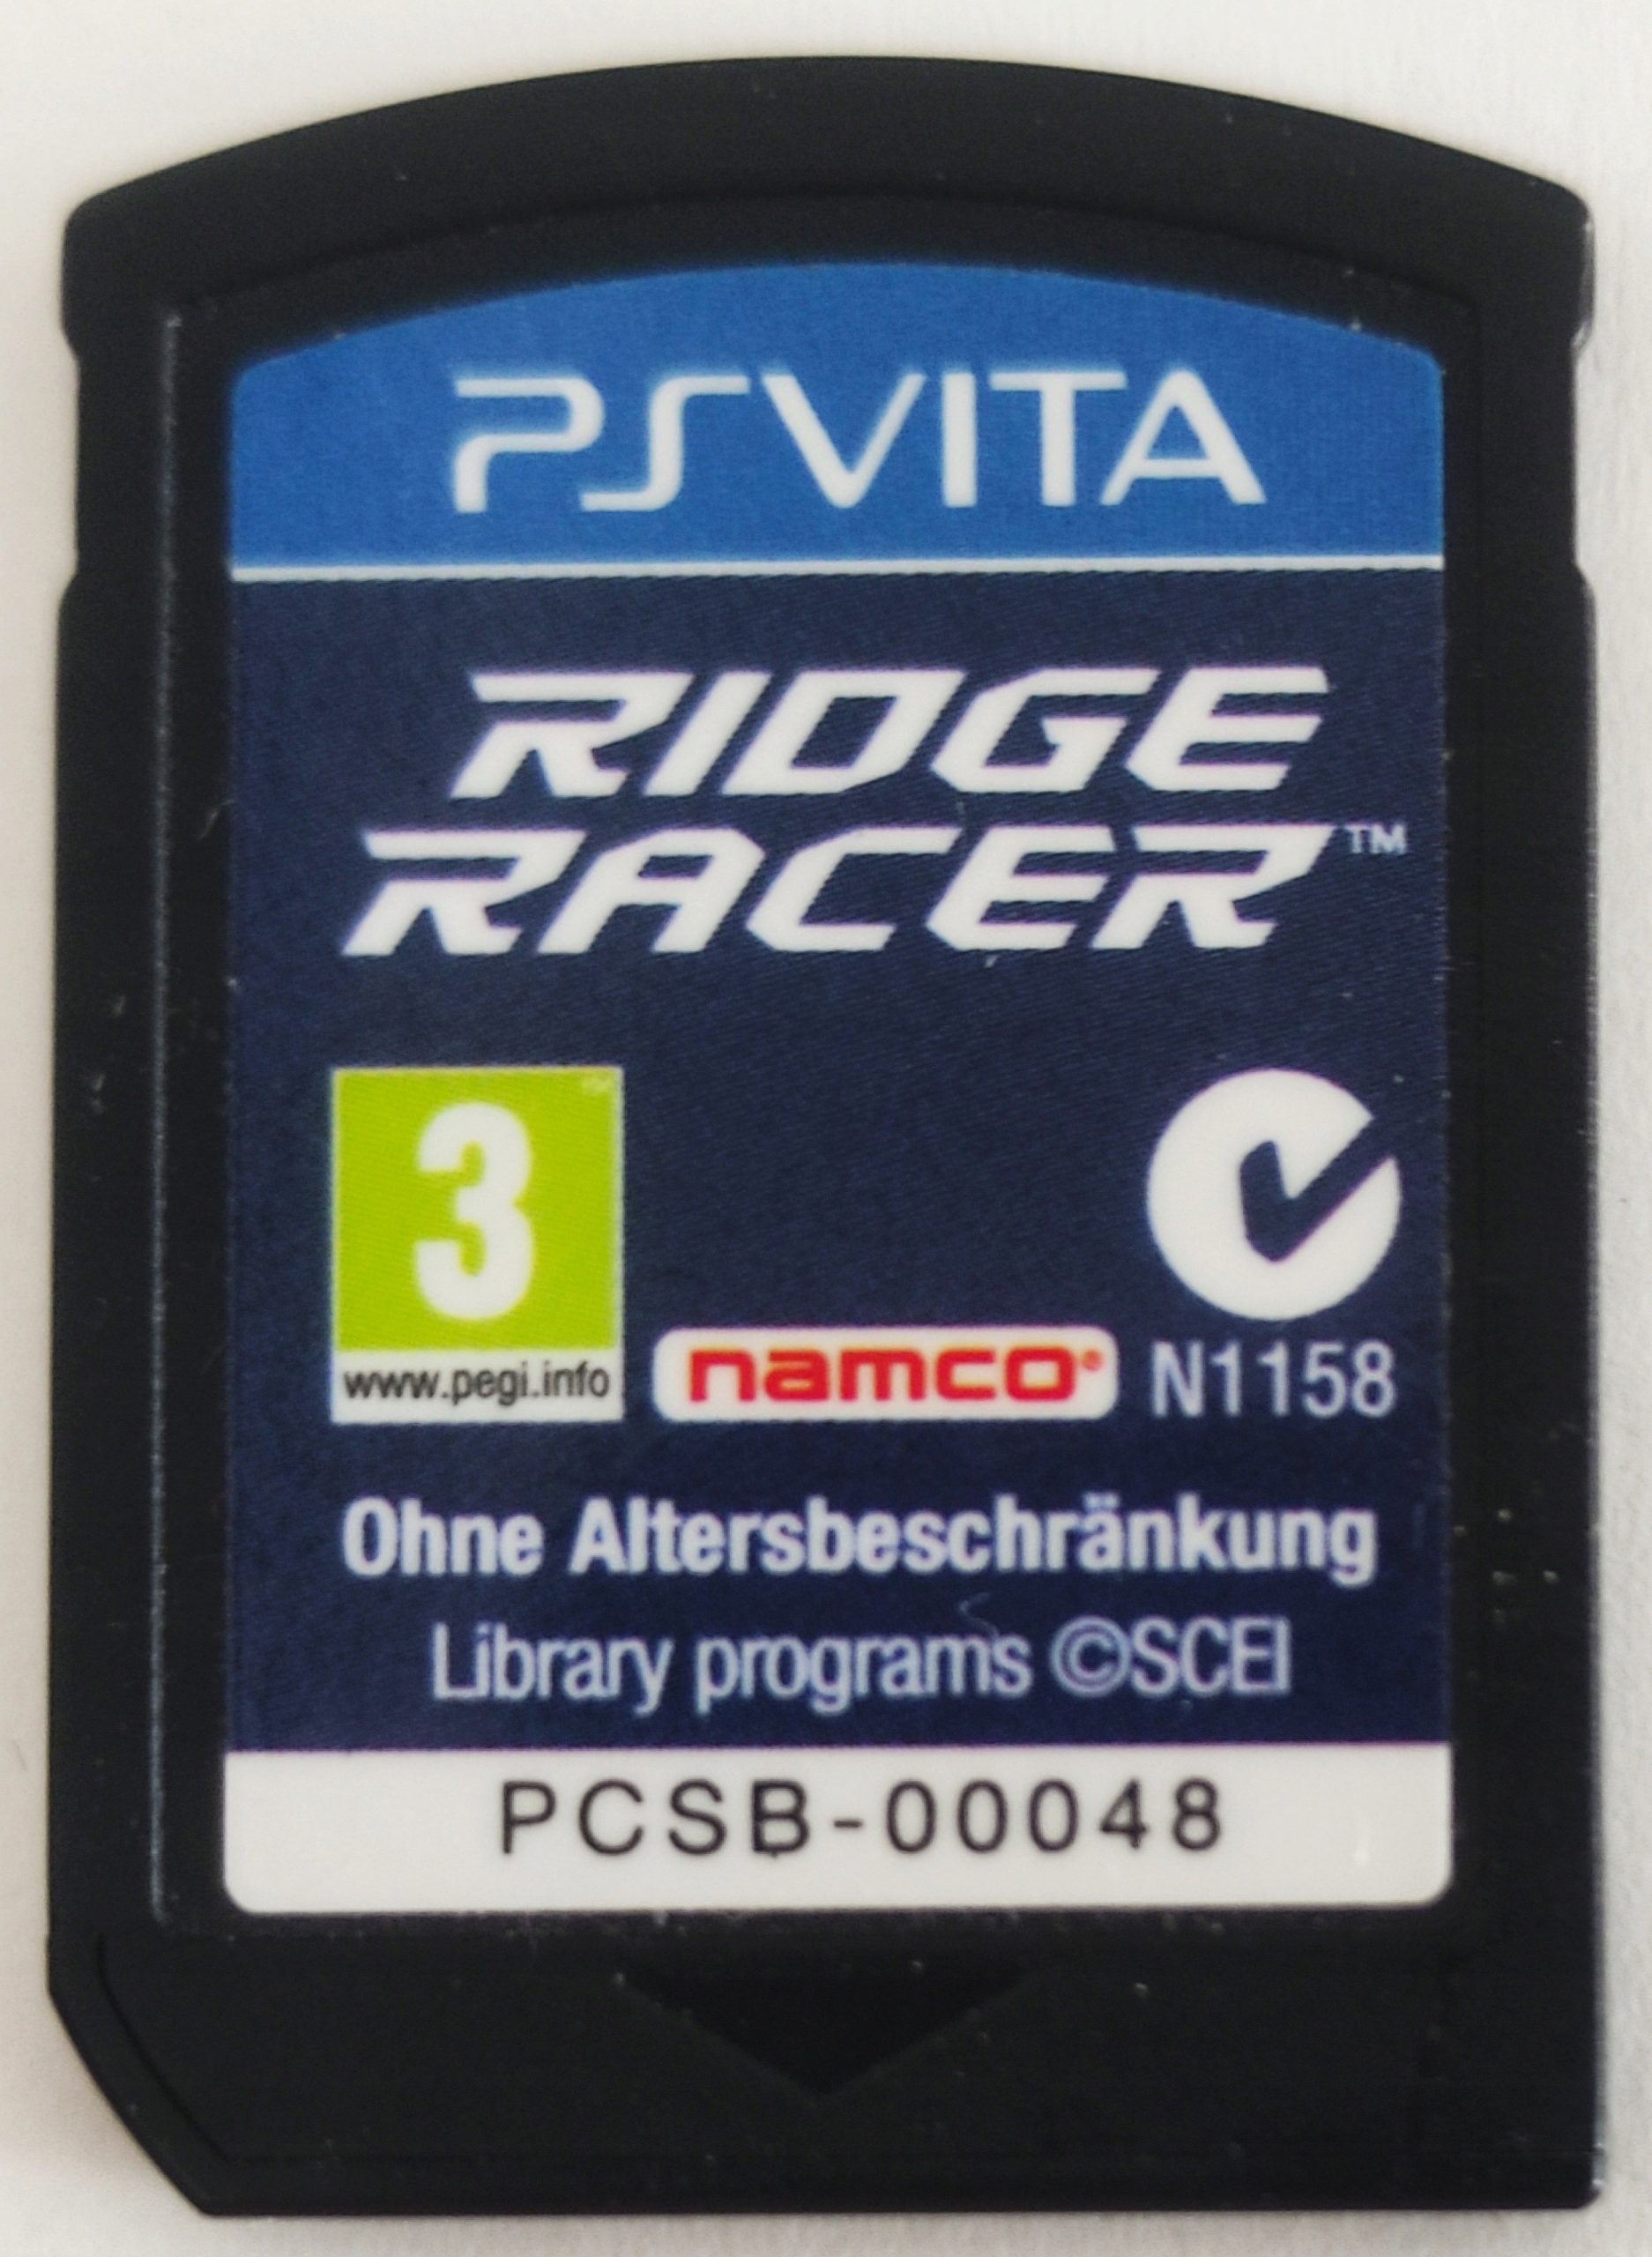 PSVITA
RIDGE
RACER™
3
www.pegi.info
namco®
N1158
Ohne Altersbeschränkung
Library programs ©SCEI
PCSB-00048